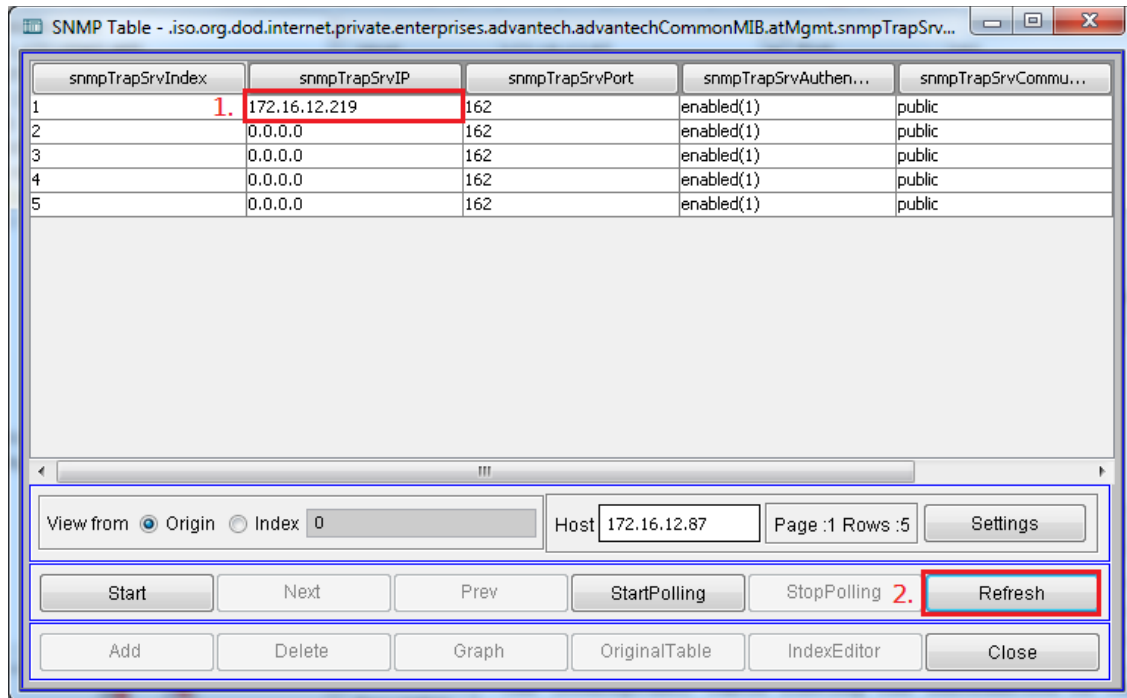 SNMP Table - .iso.org.dod.internet.private.enterprises.advantech.advantechCommonMIB.atMgmt.snmpTrapSrv...
snmpTrapSrvIndex snmpTrapSrvIP snmpTrapSrvPort snmpTrapSrvAuthen... snmpTrapSrvCommu...
1 1. 172.16.12.219 162 enabled(1) public
2 0.0.0.0 162 enabled(1) public
3 0.0.0.0 162 enabled(1) public
4 0.0.0.0 162 enabled(1) public
5 0.0.0.0 162 enabled(1) public
View from Origin Index 0 Host 172.16.12.87 Page :1 Rows :5 Settings
Start Next Prev StartPolling StopPolling 2. Refresh
Add Delete Graph OriginalTable IndexEditor Close